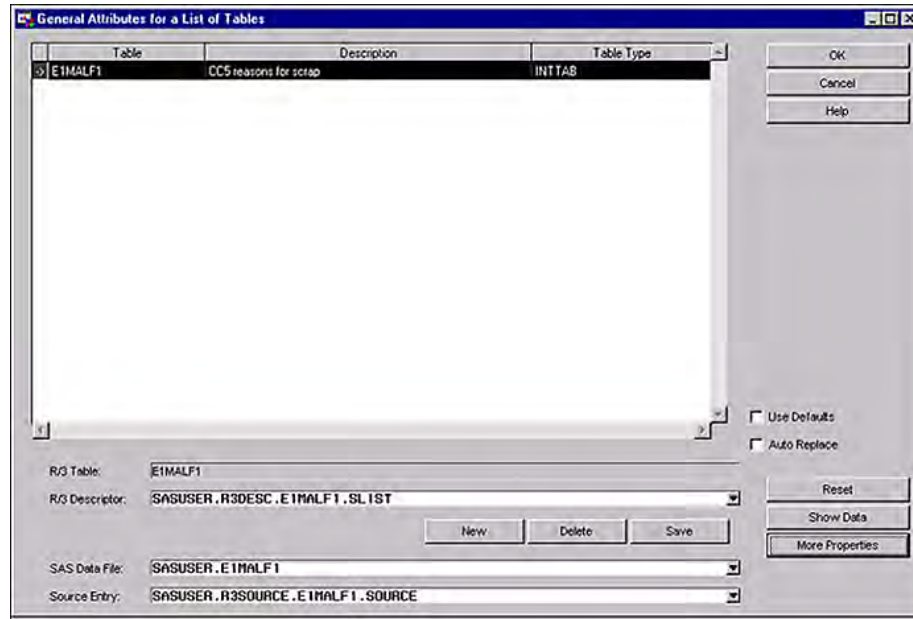 General Attributes for a List of Tables
Table Description Table Type
E1MALF1 CC5 reasons for scrap INTTAB
OK
Cancel
Help
Use Defaults
Auto Replace
R/3 Table: E1MALF1
R/3 Descriptor: SASUSER.R3DESC.E1MALF1.SLIST
Reset
New Delete Save
Show Data
More Properties
SAS Data File: SASUSER.E1MALF1
Source Entry: SASUSER.R3SOURCE.E1MALF1.SOURCE